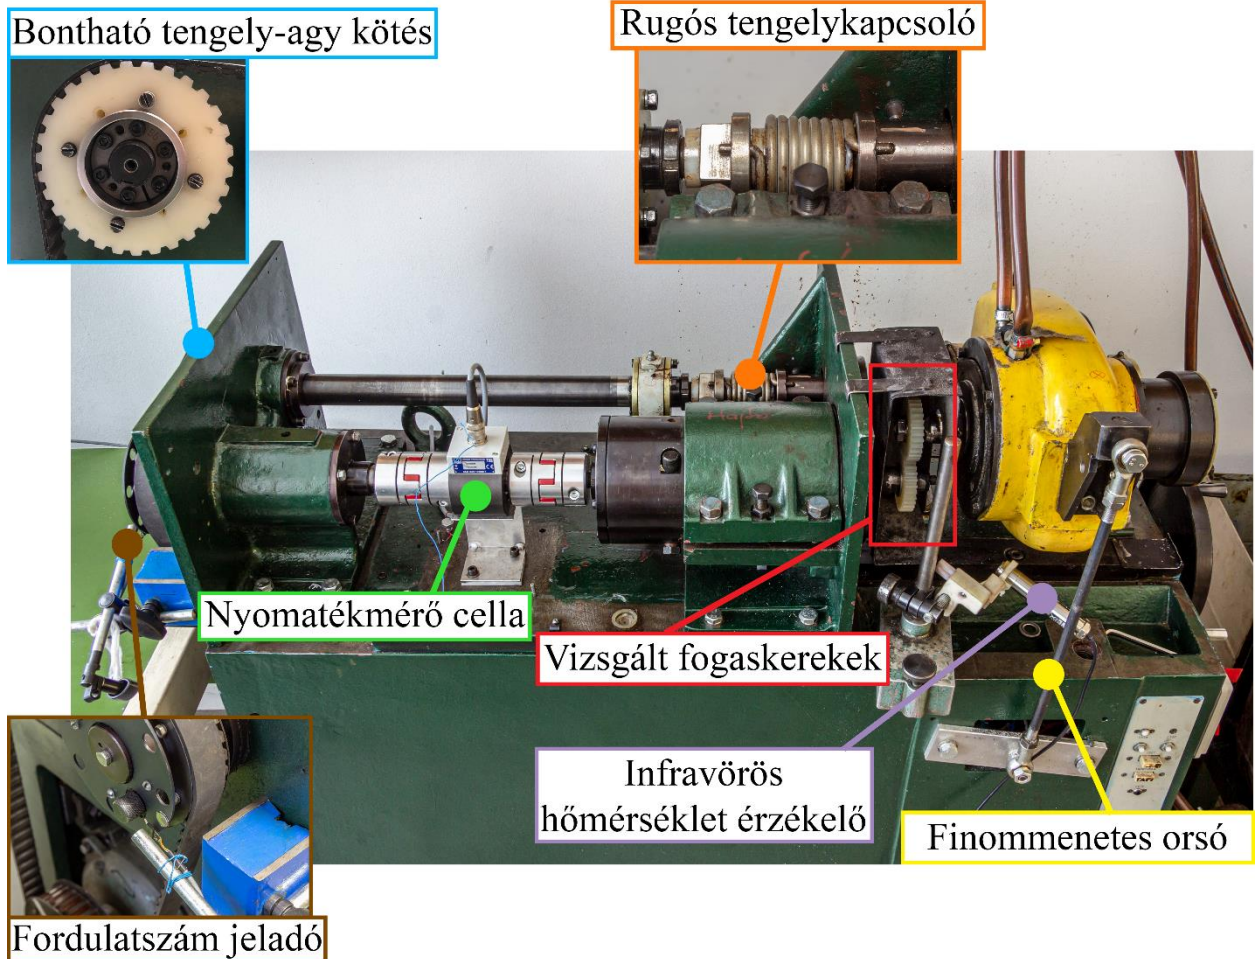 Bontható tengely-agy kötés
Rugós tengelykapcsoló
Nyomatékmérő cella
Vizsgált fogaskerekek
Infravörös
hőmérséklet érzékelő
Finommenetes orsó
Fordulatszám jeladó